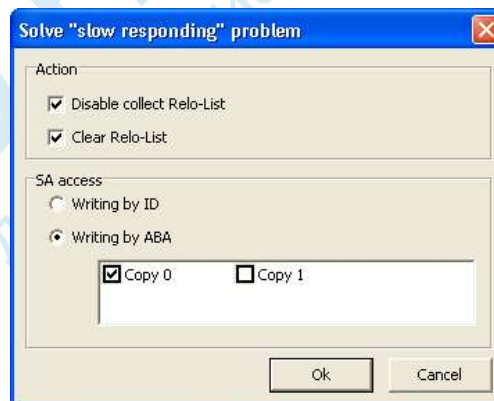 Solve "slow responding" problem
Action
Disable collect Relo-List
Clear Relo-List
SA access
Writing by ID
Writing by ABA
Copy 0 Copy 1
Ok Cancel